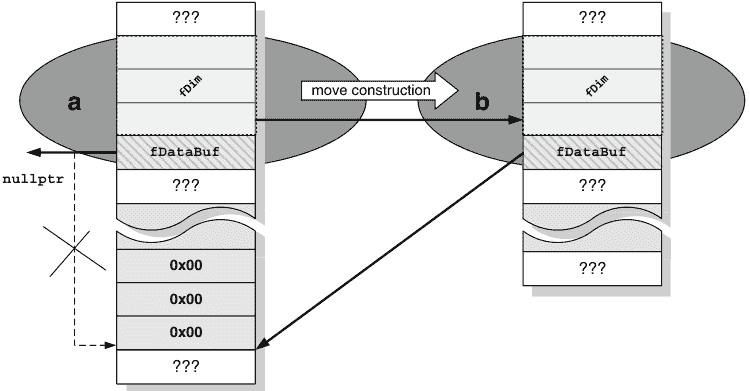 ???
???
fDim
fDim
a
move construction
b
fDataBuf
fDataBuf
nullptr
???
???
0x00
???
0x00
0x00
???